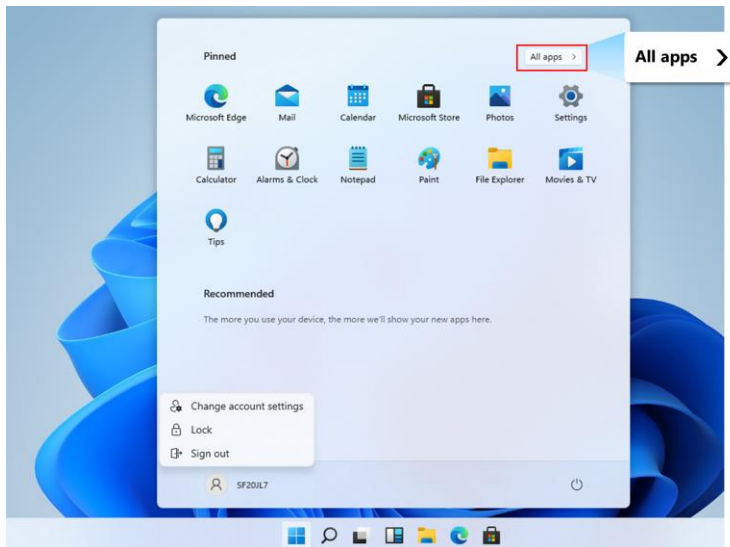 Pinned
All apps >
All apps >
Microsoft Edge
Mail
Calendar
Microsoft Store
Photos
Settings
Calculator
Alarms & Clock
Notepad
Paint
File Explorer
Movies & TV
Tips
Recommended
The more you use your device, the more we'll show your new apps here.
Change account settings
Lock
Sign out
SF20JL7